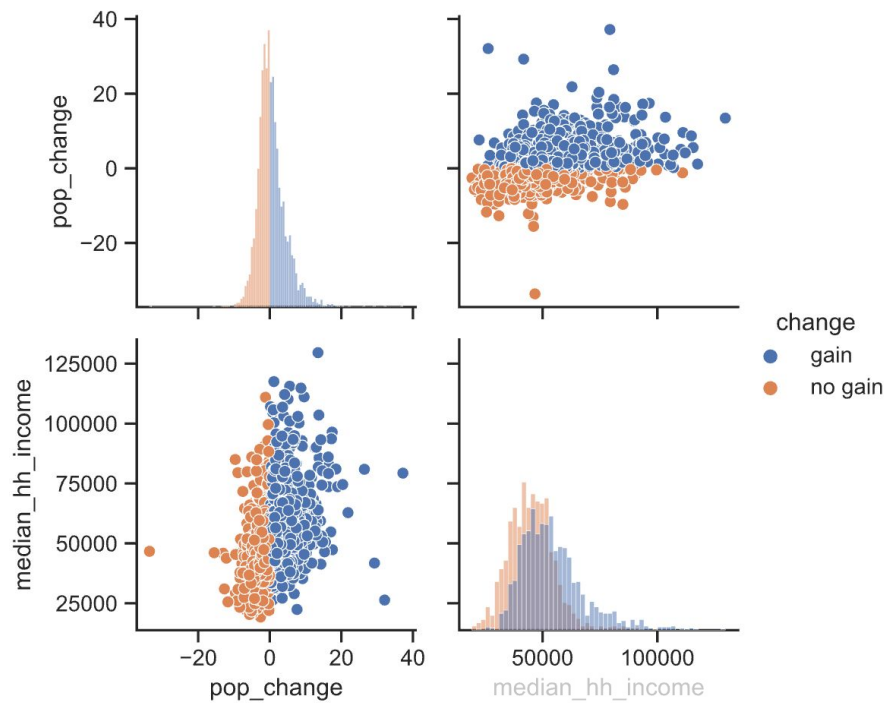 40
20
0
−20
pop_change
change
gain
no gain
125000
100000
75000
50000
25000
median_hh_income
−20 0 20 40
pop_change
50000 100000
median_hh_income